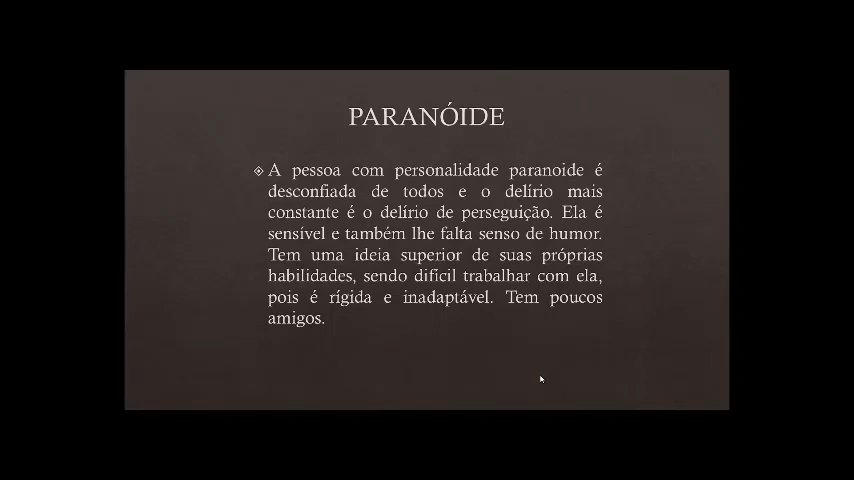 PARANÓIDE
A pessoa com personalidade paranoide é
desconfiada de todos e o delírio mais
constante é o delírio de perseguição. Ela é
sensível e também lhe falta senso de humor.
Tem uma ideia superior de suas próprias
habilidades, sendo difícil trabalhar com ela,
pois é rígida e inadaptável. Tem poucos
amigos.